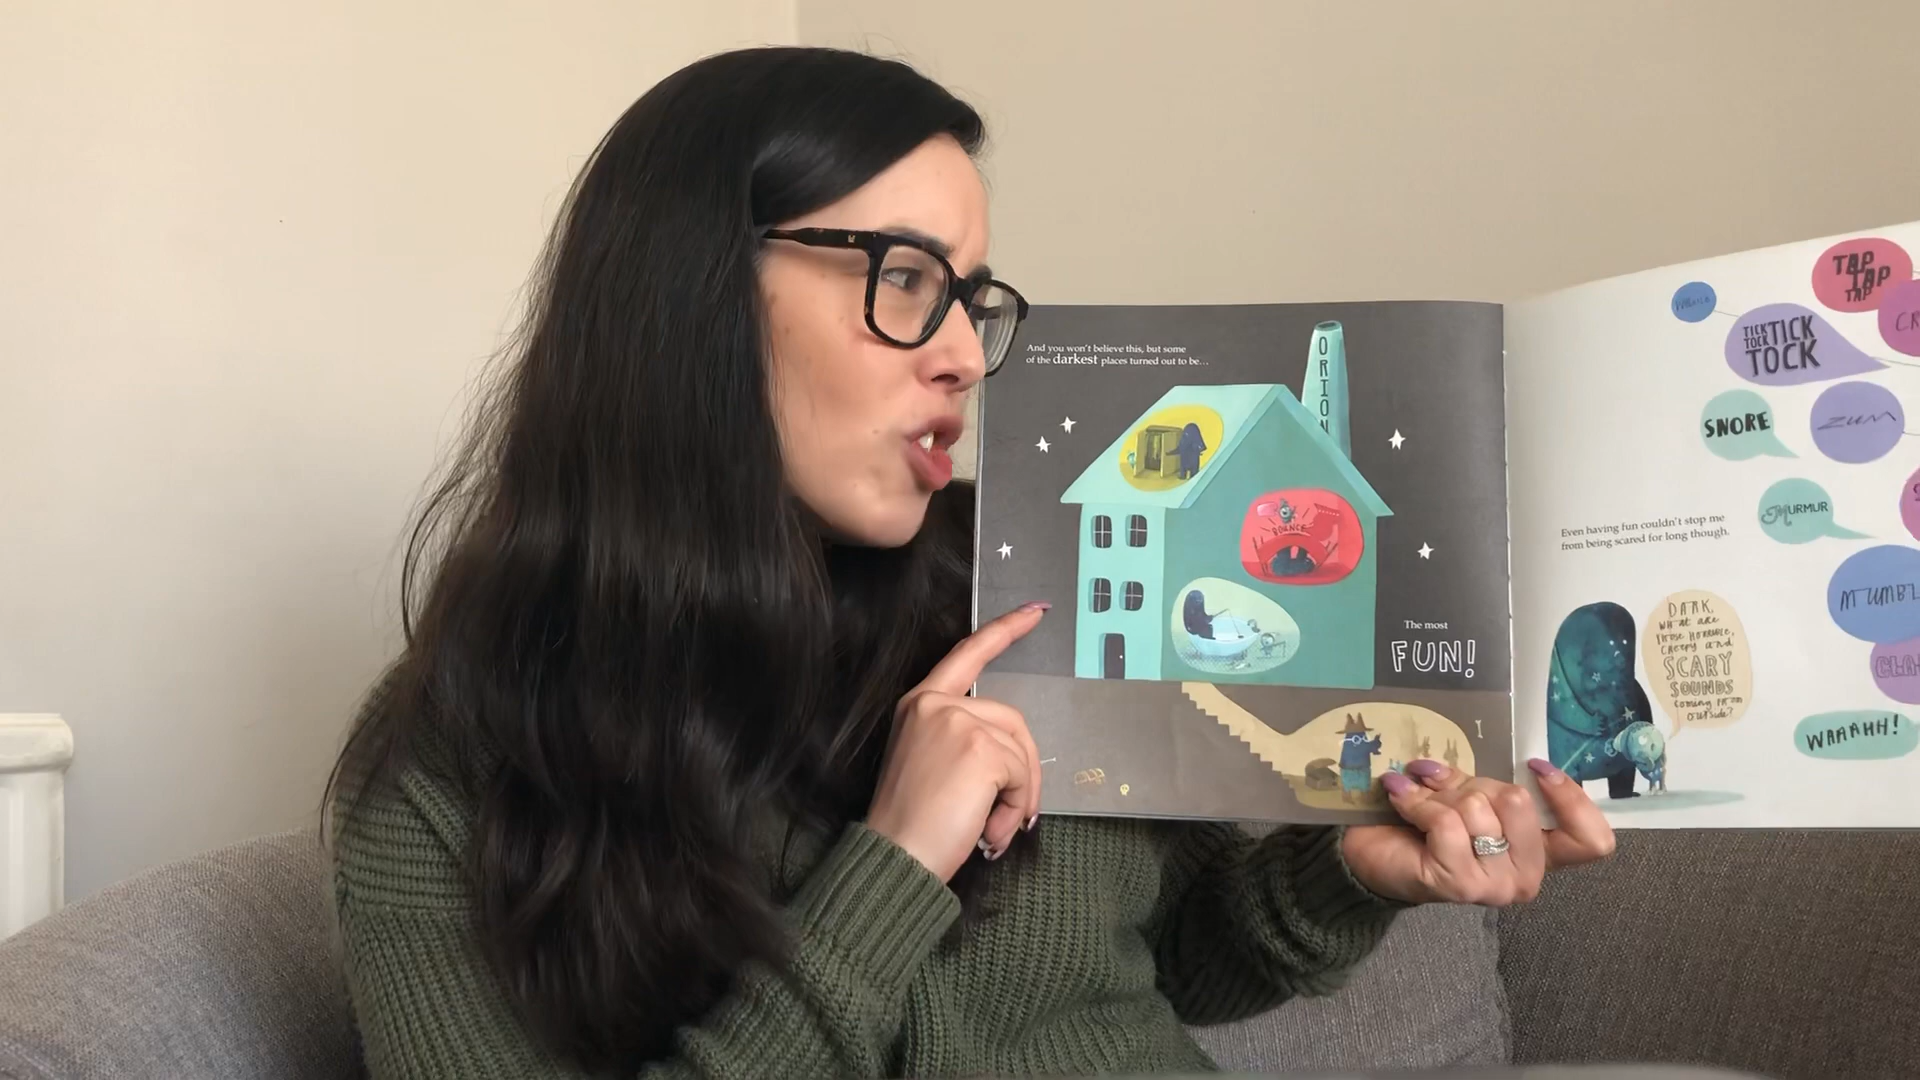 And you won't believe this, but some
of the darkest places turned out to be...
ORION
BOUNCE
The most
FUN!
TAP
TAP
TAP
TICK TICK
TOCK TOCK
SNORE
ZUM
MURMUR
Even having fun couldn't stop me
from being scared for long though.
DARK,
WHAT ARE
THOSE HORRIBLE,
CREEPY AND
SCARY
SOUNDS
COMING FROM
OUTSIDE?
WAAAHH!